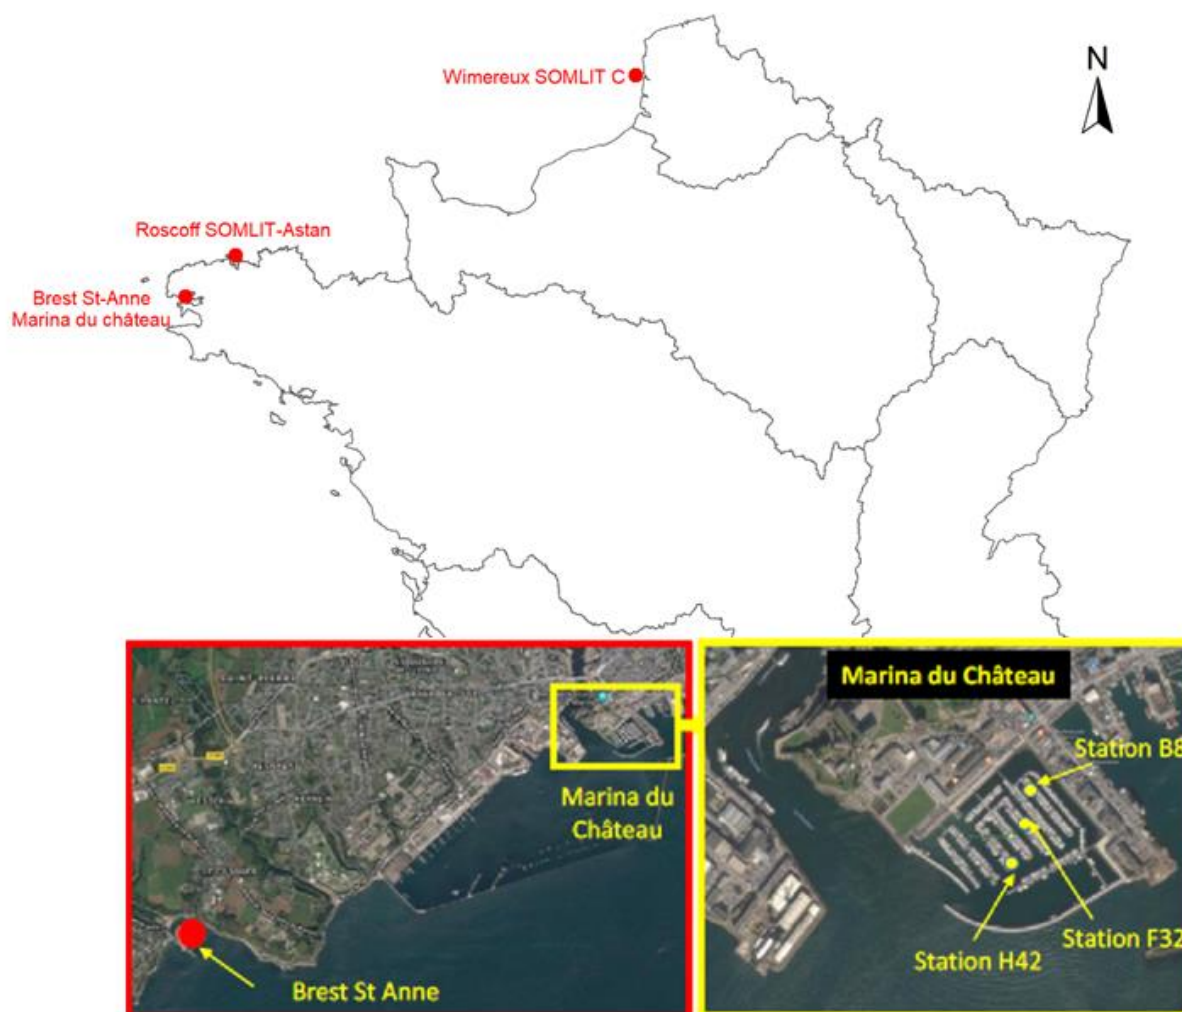 N
Wimereux SOMLIT C
Roscoff SOMLIT-Astan
Brest St-Anne
Marina du château
Marina du
Château
Brest St Anne
Marina du Château
Station B8
Station F32
Station H42